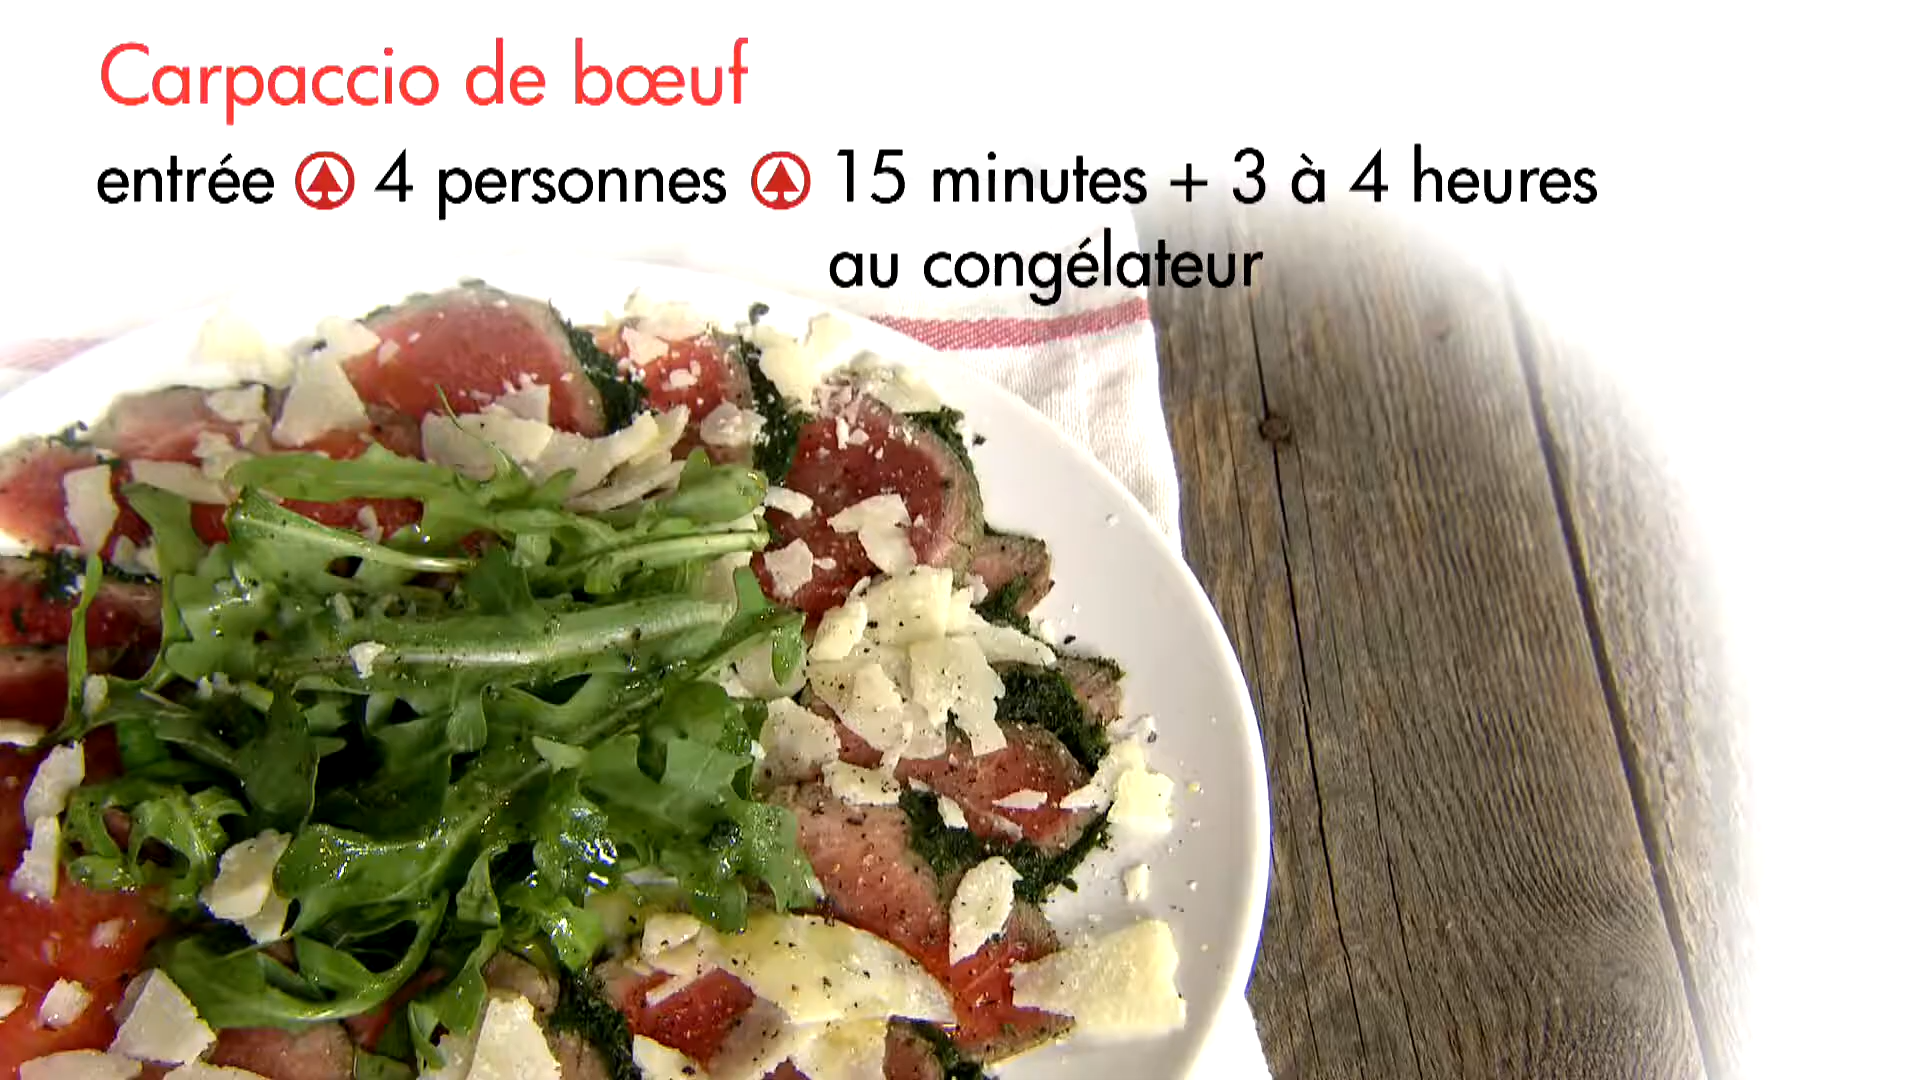 Carpaccio de bœuf
entrée 4 personnes 15 minutes + 3 à 4 heures
au congélateur